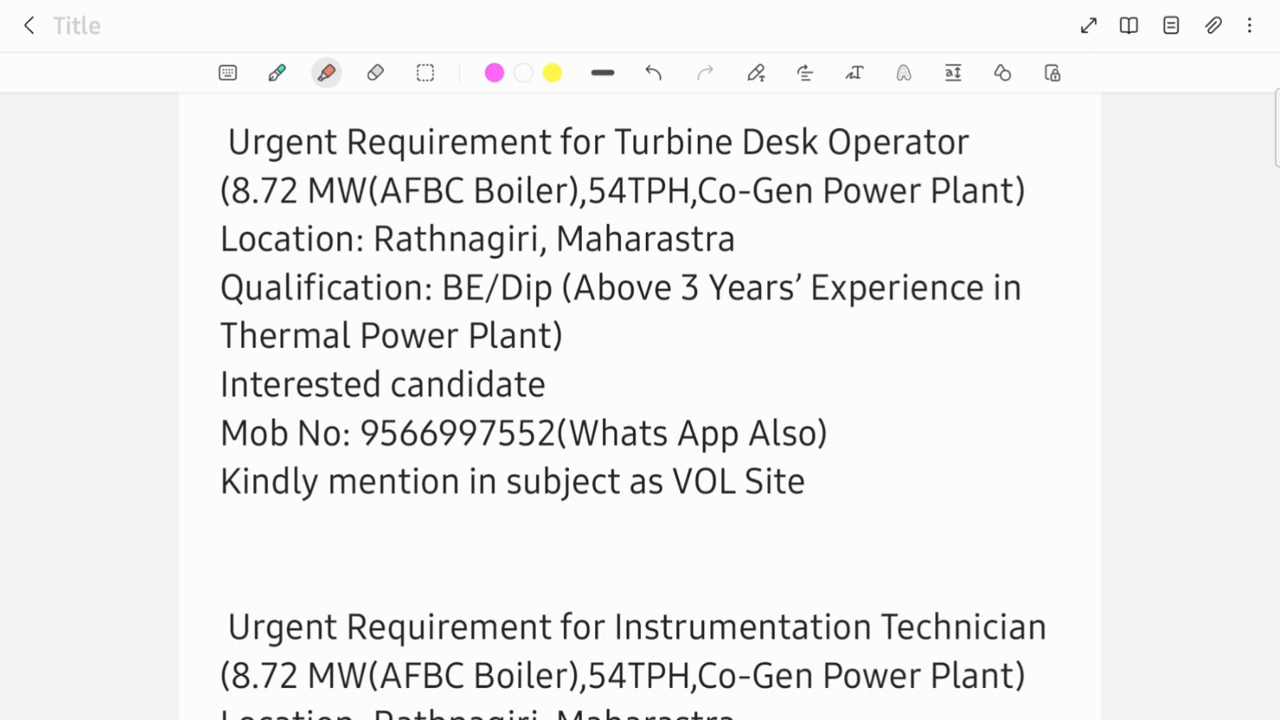 Title
Urgent Requirement for Turbine Desk Operator
(8.72 MW(AFBC Boiler),54TPH,Co-Gen Power Plant)
Location: Rathnagiri, Maharastra
Qualification: BE/Dip (Above 3 Years’ Experience in
Thermal Power Plant)
Interested candidate
Mob No: 9566997552(Whats App Also)
Kindly mention in subject as VOL Site
Urgent Requirement for Instrumentation Technician
(8.72 MW(AFBC Boiler),54TPH,Co-Gen Power Plant)
Location: Rathnagiri, Maharastra